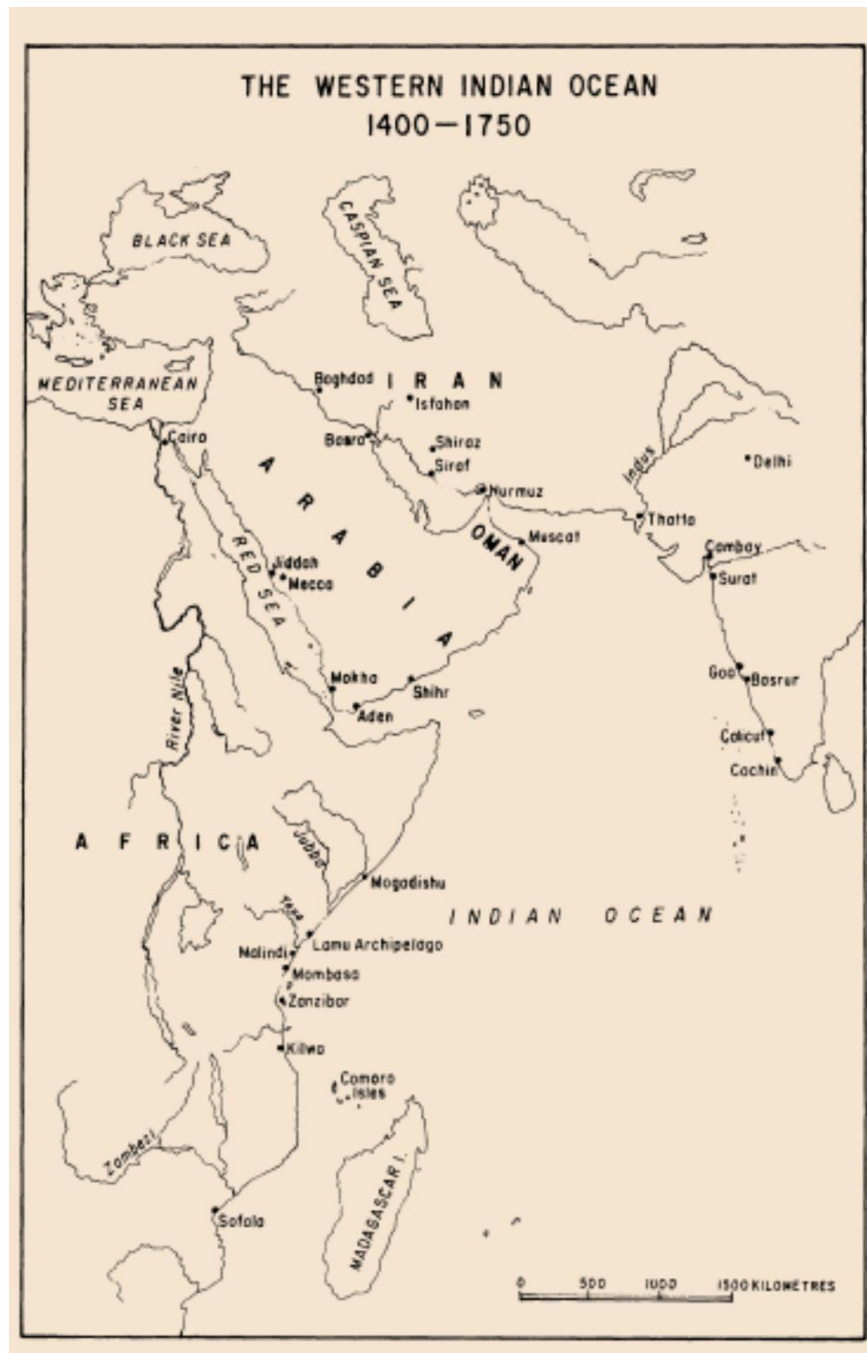 THE WESTERN INDIAN OCEAN
1400—1750
BLACK SEA
CASPIAN SEA
MEDITERRANEAN
SEA
Baghdad
IRAN
Isfahan
Cairo
Basra
Shiraz
Siraf
Hurmuz
Indus
Delhi
ARABIA
Thatta
OMAN
Muscat
Cambay
Surat
RED SEA
Jiddah
Mecca
Mokha
Shihr
Aden
Goa
Basrur
River Nile
Calicut
Cochin
AFRICA
Jubba
Mogadishu
Tana
INDIAN OCEAN
Lamu Archipelago
Malindi
Mombasa
Zanzibar
Kilwa
Comoro
Isles
Zambezi
MADAGASCAR I.
Sofala
0 500 1000 1500 KILOMETRES